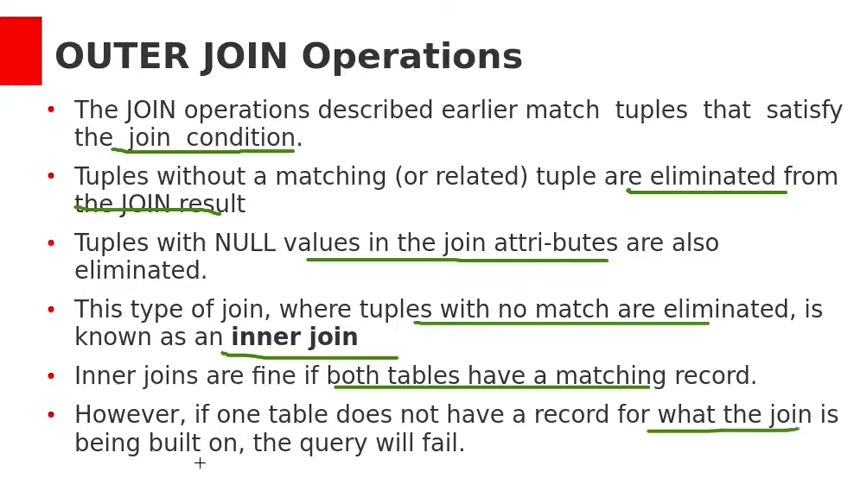 OUTER JOIN Operations
• The JOIN operations described earlier match tuples that satisfy
the join condition.
• Tuples without a matching (or related) tuple are eliminated from
the JOIN result
• Tuples with NULL values in the join attri-butes are also
eliminated.
• This type of join, where tuples with no match are eliminated, is
known as an inner join
• Inner joins are fine if both tables have a matching record.
• However, if one table does not have a record for what the join is
being built on, the query will fail.